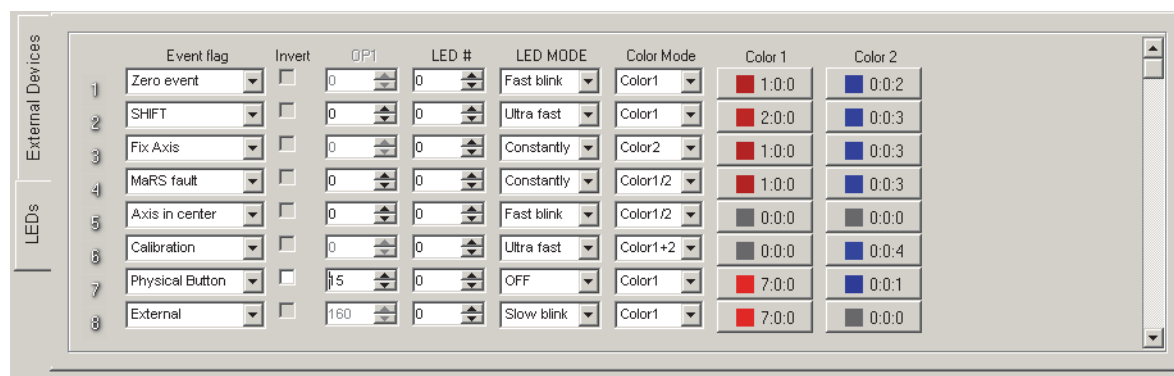 External Devices
LEDs
Event flag Invert OP1 LED # LED MODE Color Mode Color 1 Color 2
1 Zero event 0 0 Fast blink Color1 1:0:0 0:0:2
2 SHIFT 0 0 Ultra fast Color1 2:0:0 0:0:3
3 Fix Axis 0 0 Constantly Color2 1:0:0 0:0:3
4 MaRS fault 0 0 Constantly Color1/2 1:0:0 0:0:3
5 Axis in center 0 0 Fast blink Color1/2 0:0:0 0:0:0
6 Calibration 0 0 Ultra fast Color1+2 0:0:0 0:0:4
7 Physical Button 15 0 OFF Color1 7:0:0 0:0:1
8 External 160 0 Slow blink Color1 7:0:0 0:0:0